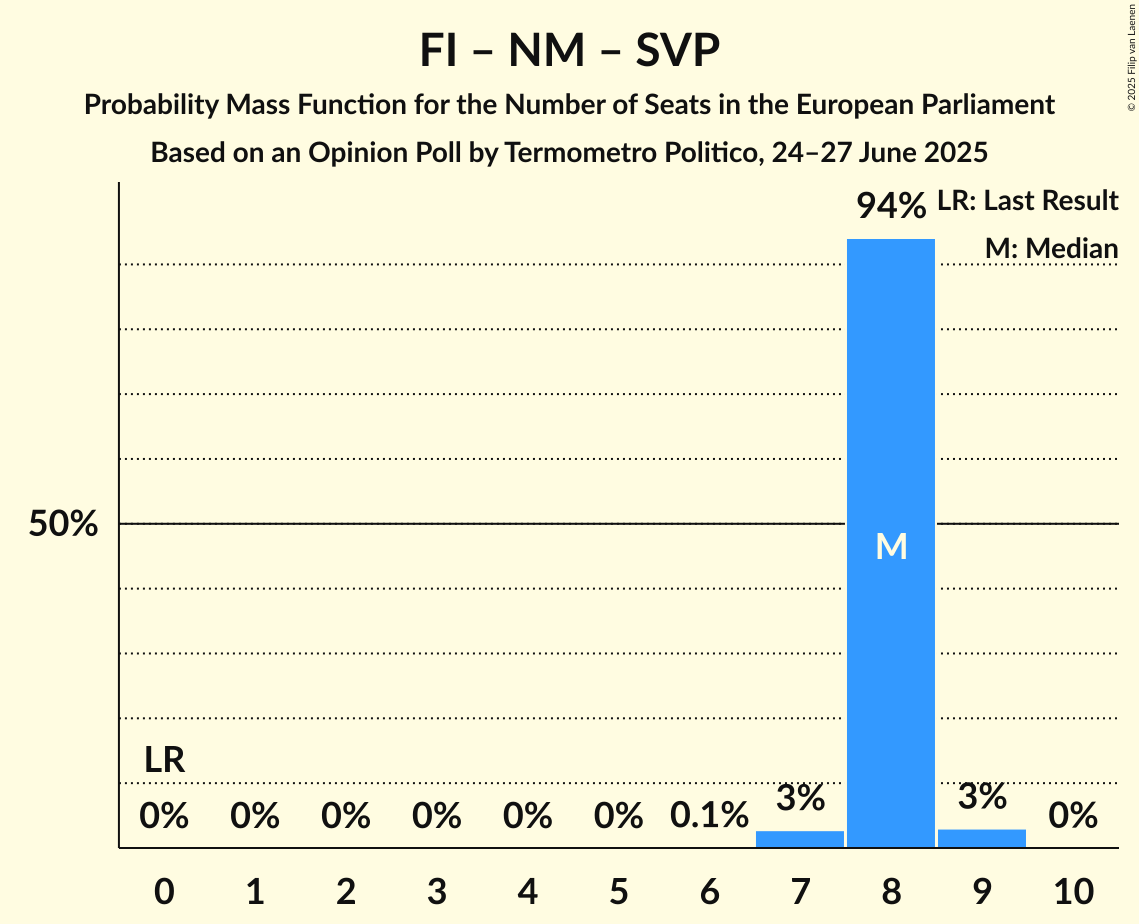 FI – NM – SVP
Probability Mass Function for the Number of Seats in the European Parliament
Based on an Opinion Poll by Termometro Politico, 24–27 June 2025
© 2025 Filip van Laenen
LR: Last Result
M: Median
94%
50%
M
LR
0% 0% 0% 0% 0% 0% 0.1% 3% 3% 0%
0 1 2 3 4 5 6 7 8 9 10